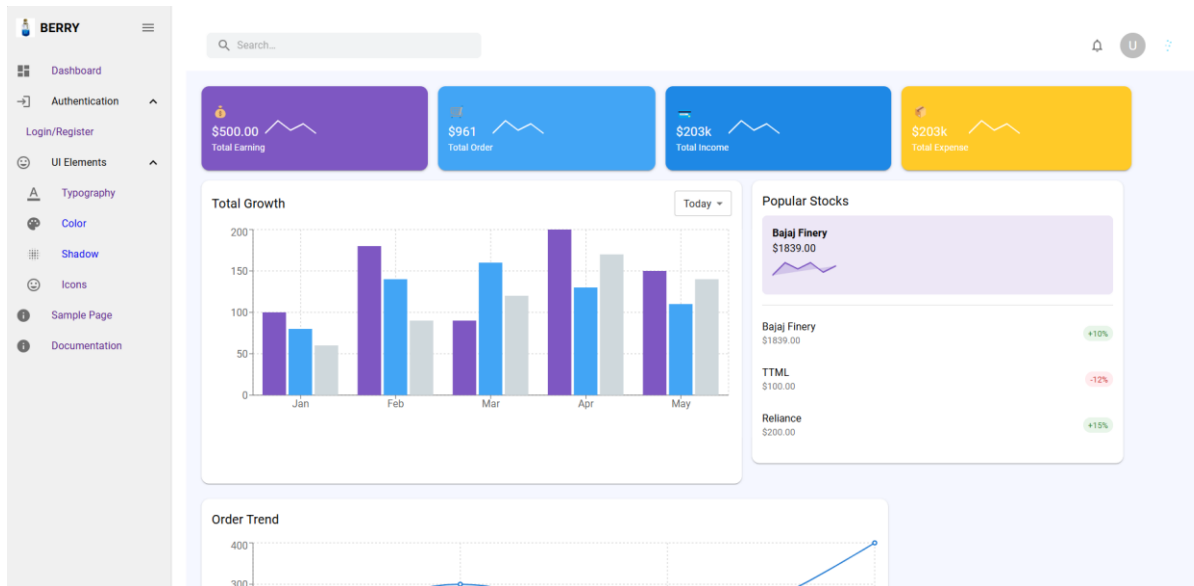 BERRY
Dashboard
Authentication
Login/Register
UI Elements
Typography
Color
Shadow
Icons
Sample Page
Documentation
Search...
U
$500.00
Total Earning
$961
Total Order
$203k
Total Income
$203k
Total Expense
Total Growth
Today
200
150
100
50
0
Jan Feb Mar Apr May
Popular Stocks
Bajaj Finery
$1839.00
Bajaj Finery
$1839.00
+10%
TTML
$100.00
-12%
Reliance
$200.00
+15%
Order Trend
400
300